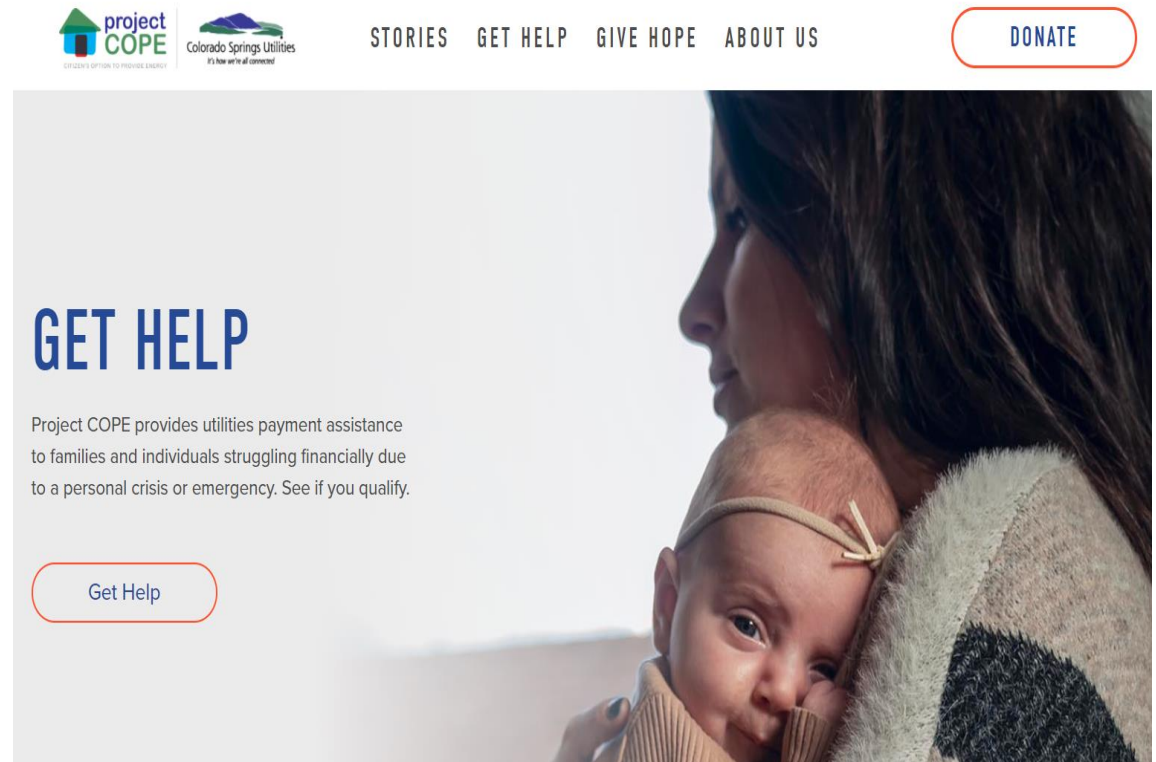 project
COPE
CITIZEN'S OPTION TO PROVIDE ENERGY
Colorado Springs Utilities
It's how we're all connected
STORIES GET HELP GIVE HOPE ABOUT US
DONATE
GET HELP
Project COPE provides utilities payment assistance
to families and individuals struggling financially due
to a personal crisis or emergency. See if you qualify.
Get Help